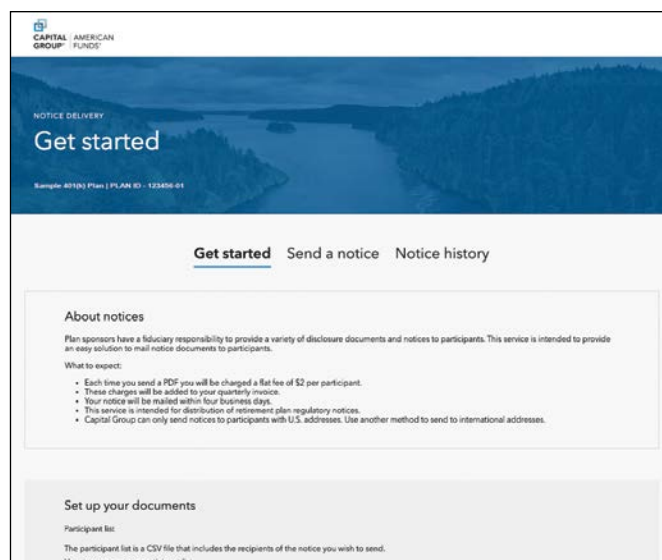 CAPITAL AMERICAN
GROUP® FUNDS®
NOTICE DELIVERY
Get started
Sample 401(k) Plan | PLAN ID - 123456-01
Get started Send a notice Notice history
About notices
Plan sponsors have a fiduciary responsibility to provide a variety of disclosure documents and notices to participants. This service is intended to provide
an easy solution to mail notice documents to participants.
What to expect:
• Each time you send a PDF you will be charged a flat fee of $2 per participant.
• These charges will be added to your quarterly invoice.
• Your notice will be mailed within four business days.
• This service is intended for distribution of retirement plan regulatory notices.
• Capital Group can only send notices to participants with U.S. addresses. Use another method to send to international addresses.
Set up your documents
Participant list
The participant list is a CSV file that includes the recipients of the notice you wish to send.